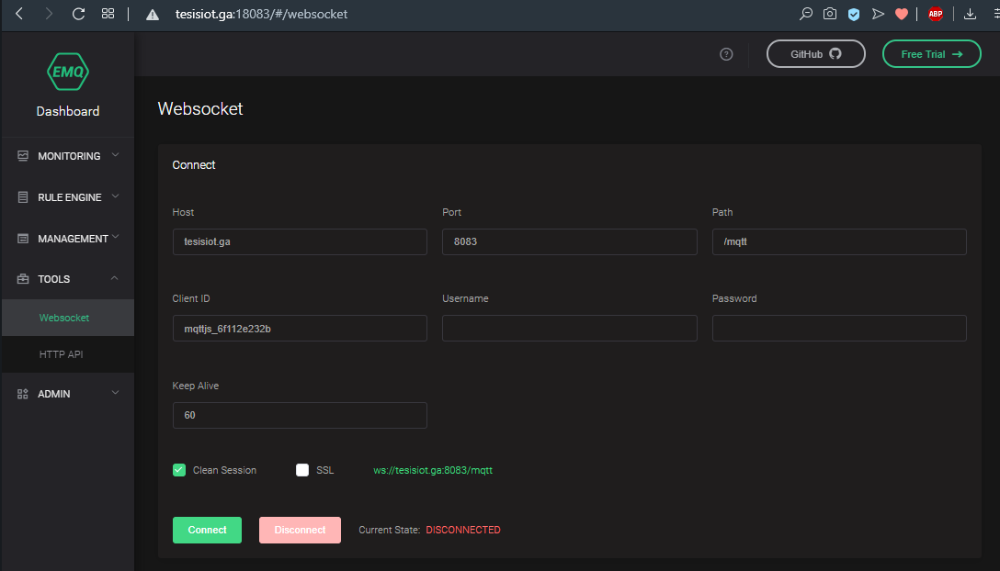 tesisiot.ga:18083/#/websocket
ABP
EMQ
Dashboard
GitHub
Free Trial →
MONITORING
RULE ENGINE
MANAGEMENT
TOOLS
Websocket
HTTP API
ADMIN
Websocket
Connect
Host Port Path
tesisiot.ga 8083 /mqtt
Client ID Username Password
mqttjs_6f112e232b
Keep Alive
60
Clean Session SSL ws://tesisiot.ga:8083/mqtt
Connect Disconnect Current State: DISCONNECTED